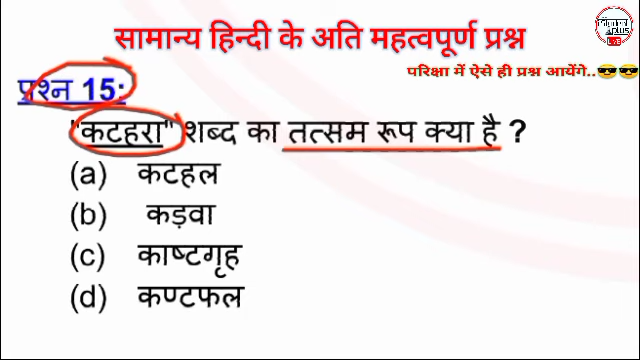 सामान्य हिन्दी के अति महत्वपूर्ण प्रश्न
परिक्षा में ऐसे ही प्रश्न आयेंगे..😎😎
प्रश्न 15:
"कटहरा" शब्द का तत्सम रूप क्या है ?
(a) कटहल
(b) कड़वा
(c) काष्टगृह
(d) कण्टफल